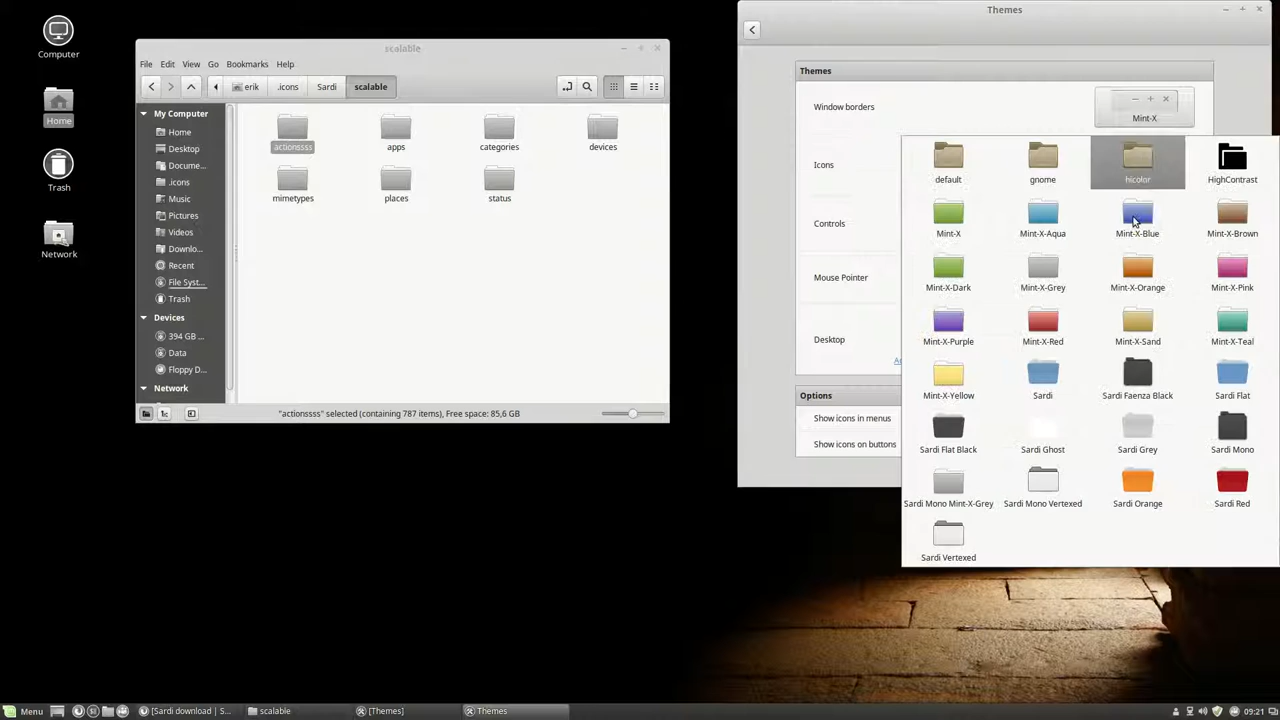 Computer
Home
Trash
Network
scalable
File Edit View Go Bookmarks Help
erik .icons Sardi scalable
My Computer
Home
Desktop
Docume...
.icons
Music
Pictures
Videos
Downlo...
Recent
File Syst...
Trash
Devices
394 GB ...
Data
Floppy D...
Network
actionssss apps categories devices
mimetypes places status
"actionssss" selected (containing 787 items), Free space: 85,6 GB
Themes
Themes
Window borders
Mint-X
Icons
Controls
Mouse Pointer
Desktop
Options
Show icons in menus
Show icons on buttons
default gnome hicolor HighContrast
Mint-X Mint-X-Aqua Mint-X-Blue Mint-X-Brown
Mint-X-Dark Mint-X-Grey Mint-X-Orange Mint-X-Pink
Mint-X-Purple Mint-X-Red Mint-X-Sand Mint-X-Teal
Mint-X-Yellow Sardi Sardi Faenza Black Sardi Flat
Sardi Flat Black Sardi Ghost Sardi Grey Sardi Mono
Sardi Mono Mint-X-Grey Sardi Mono Vertexed Sardi Orange Sardi Red
Sardi Vertexed
Menu [Sardi download | S... scalable [Themes] Themes 09:21